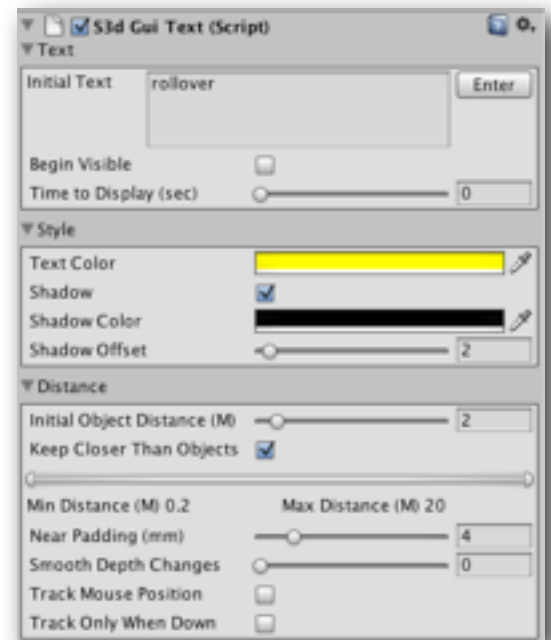 S3d Gui Text (Script)
Text
Initial Text rollover Enter
Begin Visible
Time to Display (sec) 0
Style
Text Color
Shadow
Shadow Color
Shadow Offset 2
Distance
Initial Object Distance (M) 2
Keep Closer Than Objects
Min Distance (M) 0.2 Max Distance (M) 20
Near Padding (mm) 4
Smooth Depth Changes 0
Track Mouse Position
Track Only When Down